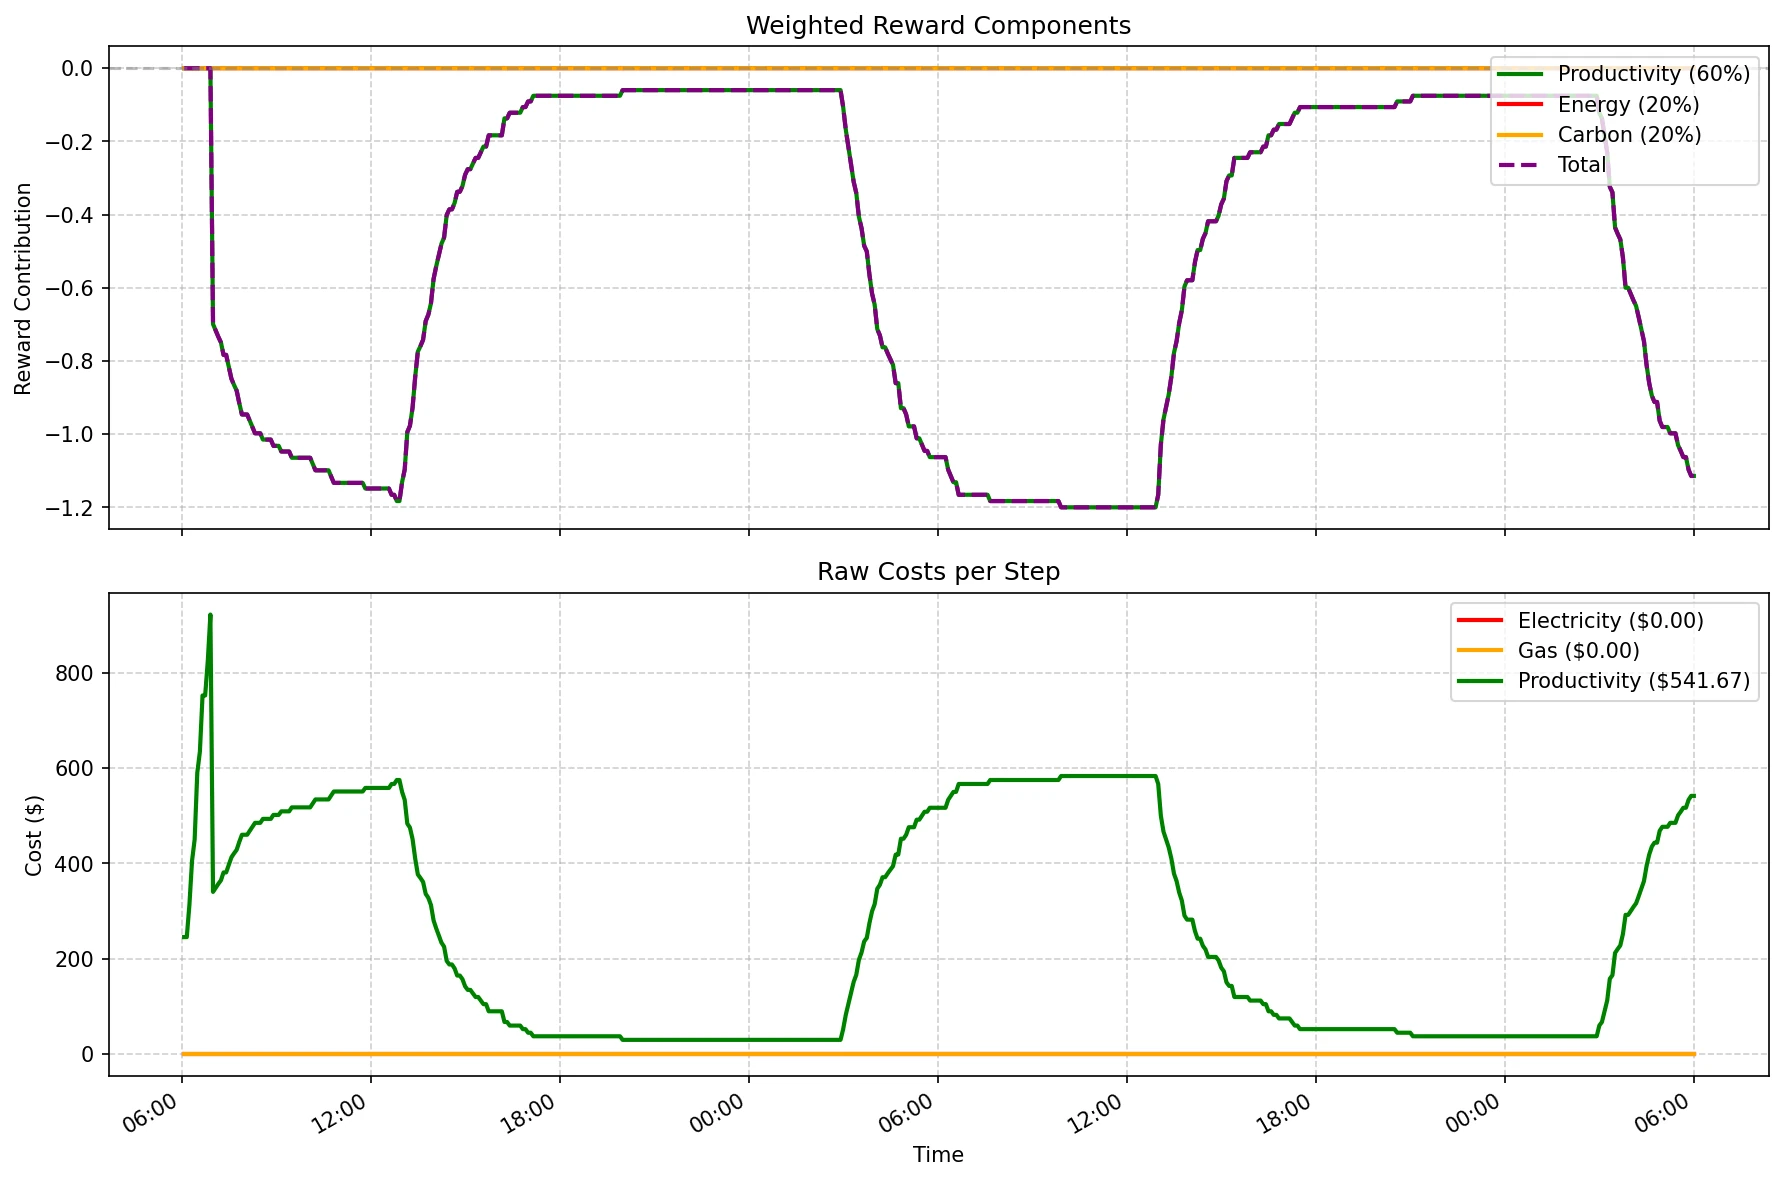 Weighted Reward Components
Reward Contribution
0.0
−0.2
−0.4
−0.6
−0.8
−1.0
−1.2
Productivity (60%)
Energy (20%)
Carbon (20%)
Total
Raw Costs per Step
Cost ($)
800
600
400
200
0
Electricity ($0.00)
Gas ($0.00)
Productivity ($541.67)
06:00
12:00
18:00
00:00
06:00
12:00
18:00
00:00
06:00
Time